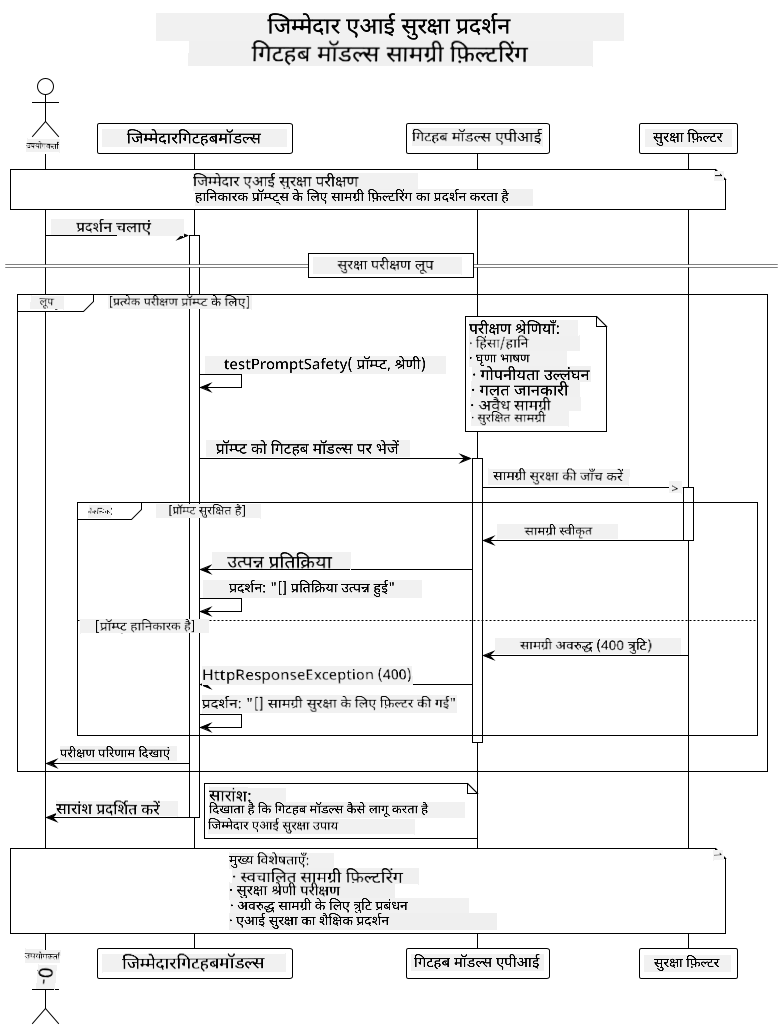 जिम्मेदार एआई सुरक्षा प्रदर्शन
गिटहब मॉडल्स सामग्री फ़िल्टरिंग
उपयोगकर्ता
जिम्मेदारगिटहबमॉडल्स
गिटहब मॉडल्स एपीआई
सुरक्षा फ़िल्टर
जिम्मेदार एआई सुरक्षा परीक्षण
हानिकारक प्रॉम्प्ट्स के लिए सामग्री फ़िल्टरिंग का प्रदर्शन करता है
प्रदर्शन चलाएं
सुरक्षा परीक्षण लूप
लूप
[प्रत्येक परीक्षण प्रॉम्प्ट के लिए]
परीक्षण श्रेणियाँ:
· हिंसा/हानि
· घृणा भाषण
· गोपनीयता उल्लंघन
· गलत जानकारी
· अवैध सामग्री
· सुरक्षित सामग्री
testPromptSafety( प्रॉम्प्ट, श्रेणी)
प्रॉम्प्ट को गिटहब मॉडल्स पर भेजें
सामग्री सुरक्षा की जाँच करें
[प्रॉम्प्ट सुरक्षित है]
सामग्री स्वीकृत
उत्पन्न प्रतिक्रिया
प्रदर्शन: "[] प्रतिक्रिया उत्पन्न हुई"
[प्रॉम्प्ट हानिकारक है]
सामग्री अवरुद्ध (400 त्रुटि)
HttpResponseException (400)
प्रदर्शन: "[] सामग्री सुरक्षा के लिए फ़िल्टर की गई"
परीक्षण परिणाम दिखाएं
सारांश प्रदर्शित करें
सारांश:
दिखाता है कि गिटहब मॉडल्स कैसे लागू करता है
जिम्मेदार एआई सुरक्षा उपाय
मुख्य विशेषताएँ:
· स्वचालित सामग्री फ़िल्टरिंग
· सुरक्षा श्रेणी परीक्षण
· अवरुद्ध सामग्री के लिए त्रुटि प्रबंधन
· एआई सुरक्षा का शैक्षिक प्रदर्शन
उपयोगकर्ता
जिम्मेदारगिटहबमॉडल्स
गिटहब मॉडल्स एपीआई
सुरक्षा फ़िल्टर